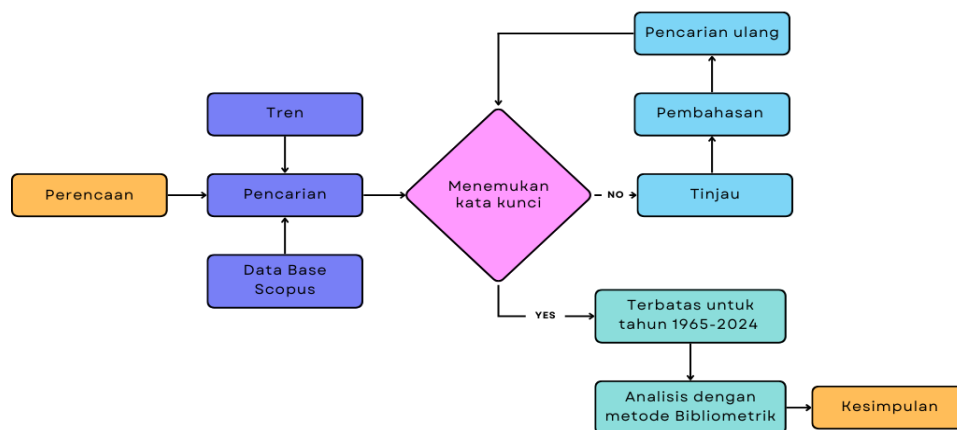 Pencarian ulang
Tren
Pembahasan
Perencaan
Pencarian
Menemukan
kata kunci
NO
Tinjau
Data Base
Scopus
YES
Terbatas untuk
tahun 1965-2024
Analisis dengan
metode Bibliometrik
Kesimpulan